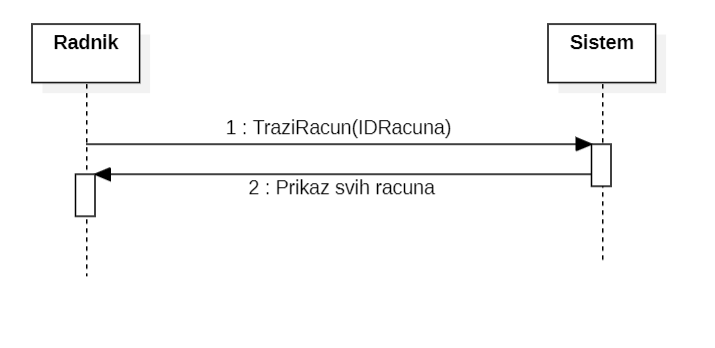 Radnik
Sistem
1 : TraziRacun(IDRacuna)
2 : Prikaz svih racuna